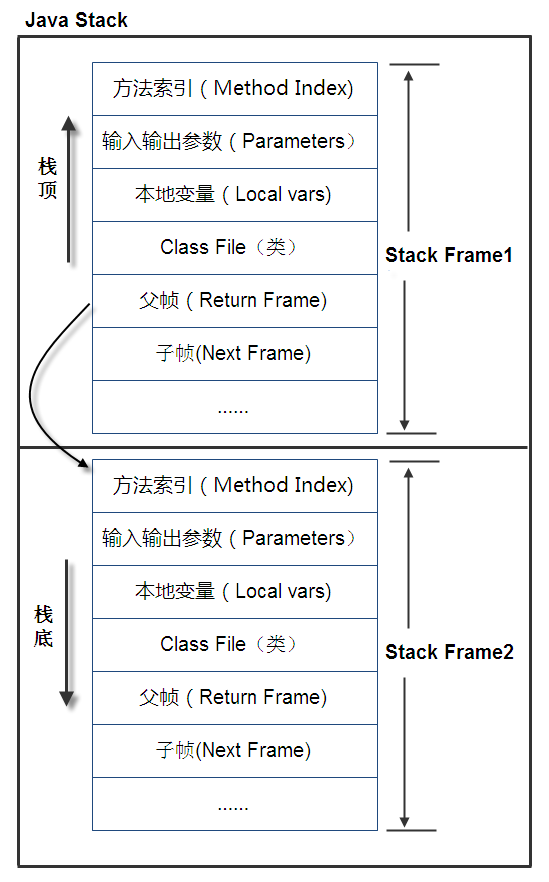 Java Stack
方法索引 ( Method Index)
输入输出参数 ( Parameters）
栈顶
本地变量 ( Local vars)
Class File（类）
Stack Frame1
父帧 ( Return Frame)
子帧(Next Frame)
......
方法索引 ( Method Index)
输入输出参数 ( Parameters）
本地变量 ( Local vars)
栈底
Class File（类）
Stack Frame2
父帧 ( Return Frame)
子帧(Next Frame)
......